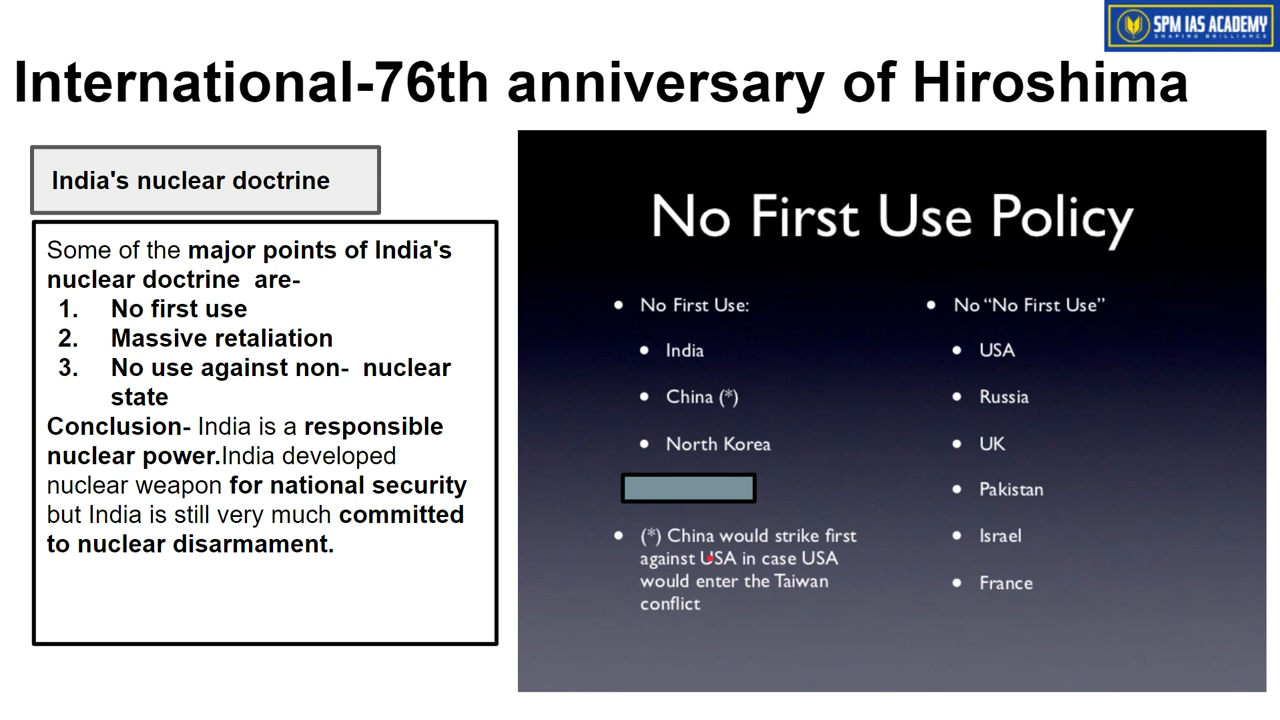 SPM IAS ACADEMY
SHAPING BRILLIANCE
International-76th anniversary of Hiroshima
India's nuclear doctrine
Some of the major points of India's
nuclear doctrine are-
1. No first use
2. Massive retaliation
3. No use against non- nuclear
state
Conclusion- India is a responsible
nuclear power.India developed
nuclear weapon for national security
but India is still very much committed
to nuclear disarmament.
No First Use Policy
• No First Use:
• India
• China (*)
• North Korea
• (*) China would strike first
against USA in case USA
would enter the Taiwan
conflict
• No “No First Use”
• USA
• Russia
• UK
• Pakistan
• Israel
• France